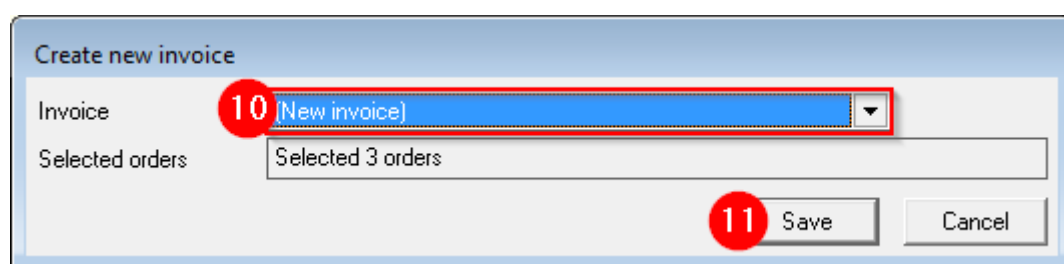 Create new invoice
Invoice 10 (New invoice)
Selected orders Selected 3 orders
11 Save Cancel